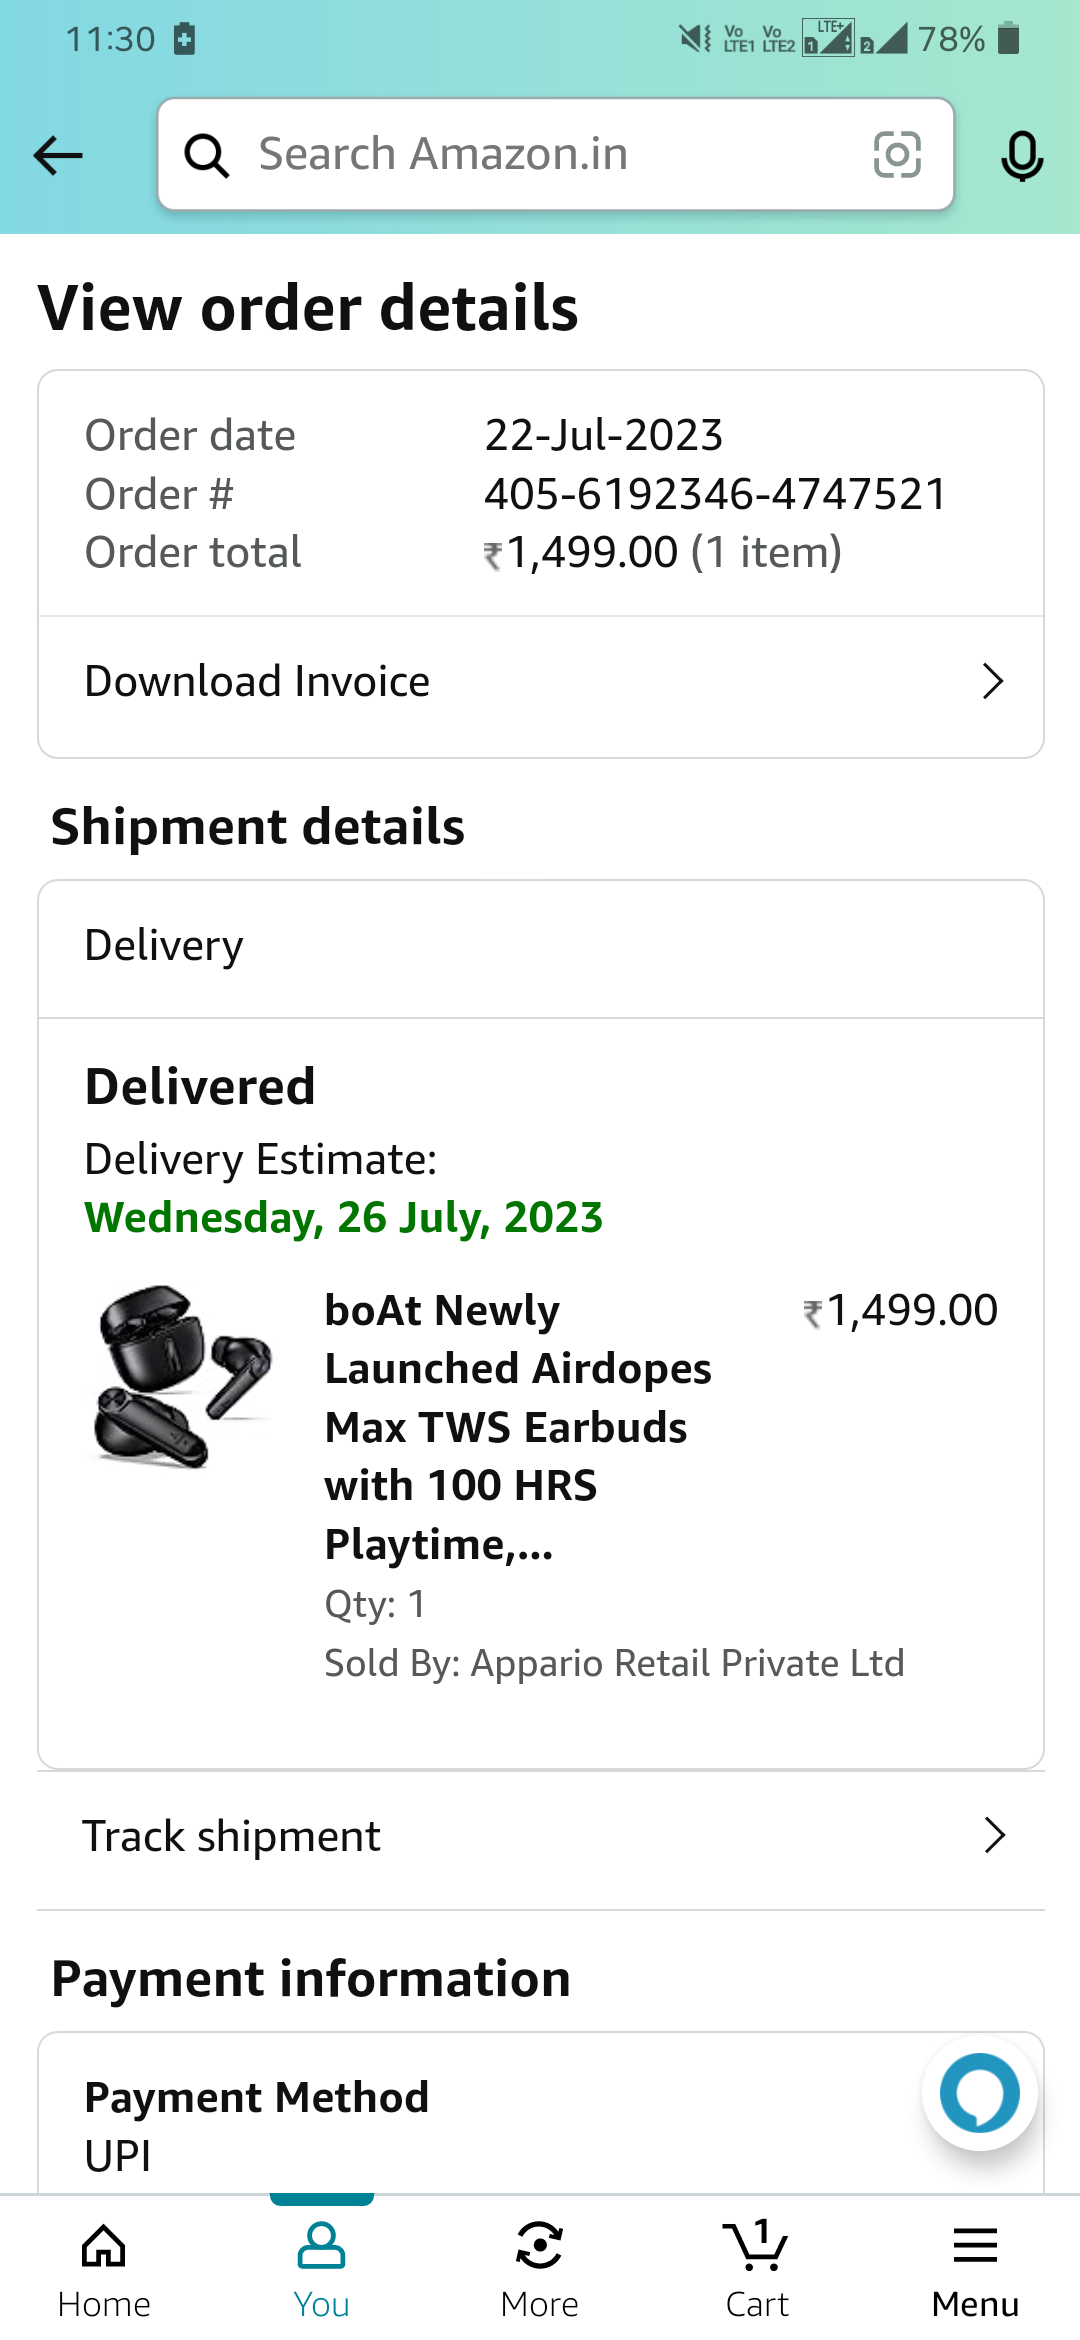 11:30
Vo LTE1 Vo LTE2 LTE+ 1 2 78%
Search Amazon.in
View order details
Order date 22-Jul-2023
Order # 405-6192346-4747521
Order total ₹1,499.00 (1 item)
Download Invoice
Shipment details
Delivery
Delivered
Delivery Estimate:
Wednesday, 26 July, 2023
boAt Newly ₹1,499.00
Launched Airdopes
Max TWS Earbuds
with 100 HRS
Playtime,...
Qty: 1
Sold By: Appario Retail Private Ltd
Track shipment
Payment information
Payment Method
UPI
1
Home You More Cart Menu